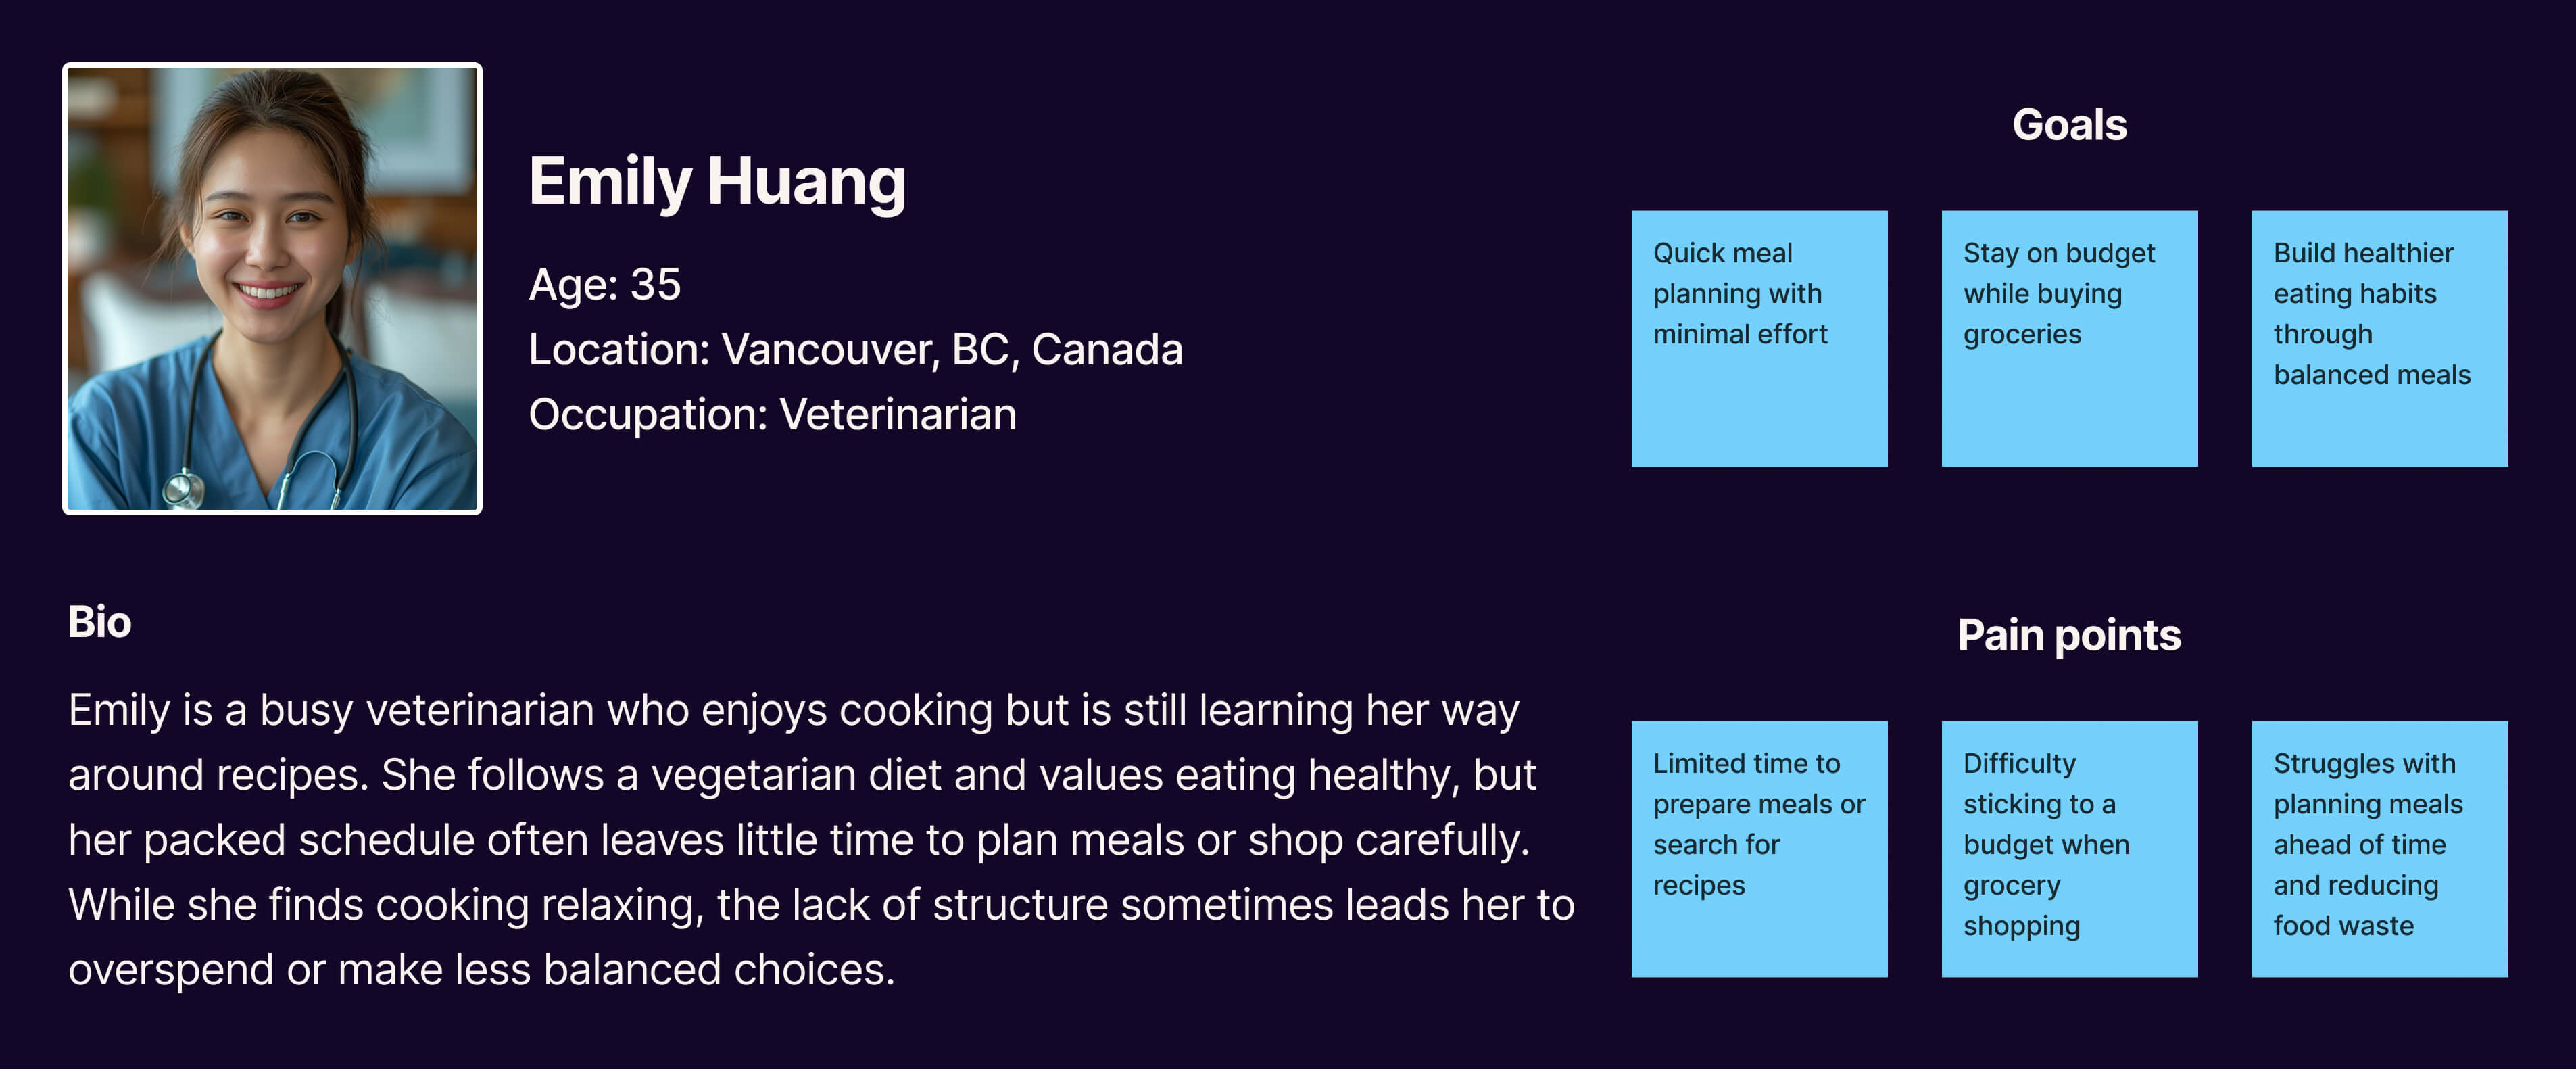 Emily Huang
Age: 35
Location: Vancouver, BC, Canada
Occupation: Veterinarian
Bio
Emily is a busy veterinarian who enjoys cooking but is still learning her way
around recipes. She follows a vegetarian diet and values eating healthy, but
her packed schedule often leaves little time to plan meals or shop carefully.
While she finds cooking relaxing, the lack of structure sometimes leads her to
overspend or make less balanced choices.
Goals
Quick meal
planning with
minimal effort
Stay on budget
while buying
groceries
Build healthier
eating habits
through
balanced meals
Pain points
Limited time to
prepare meals or
search for
recipes
Difficulty
sticking to a
budget when
grocery
shopping
Struggles with
planning meals
ahead of time
and reducing
food waste